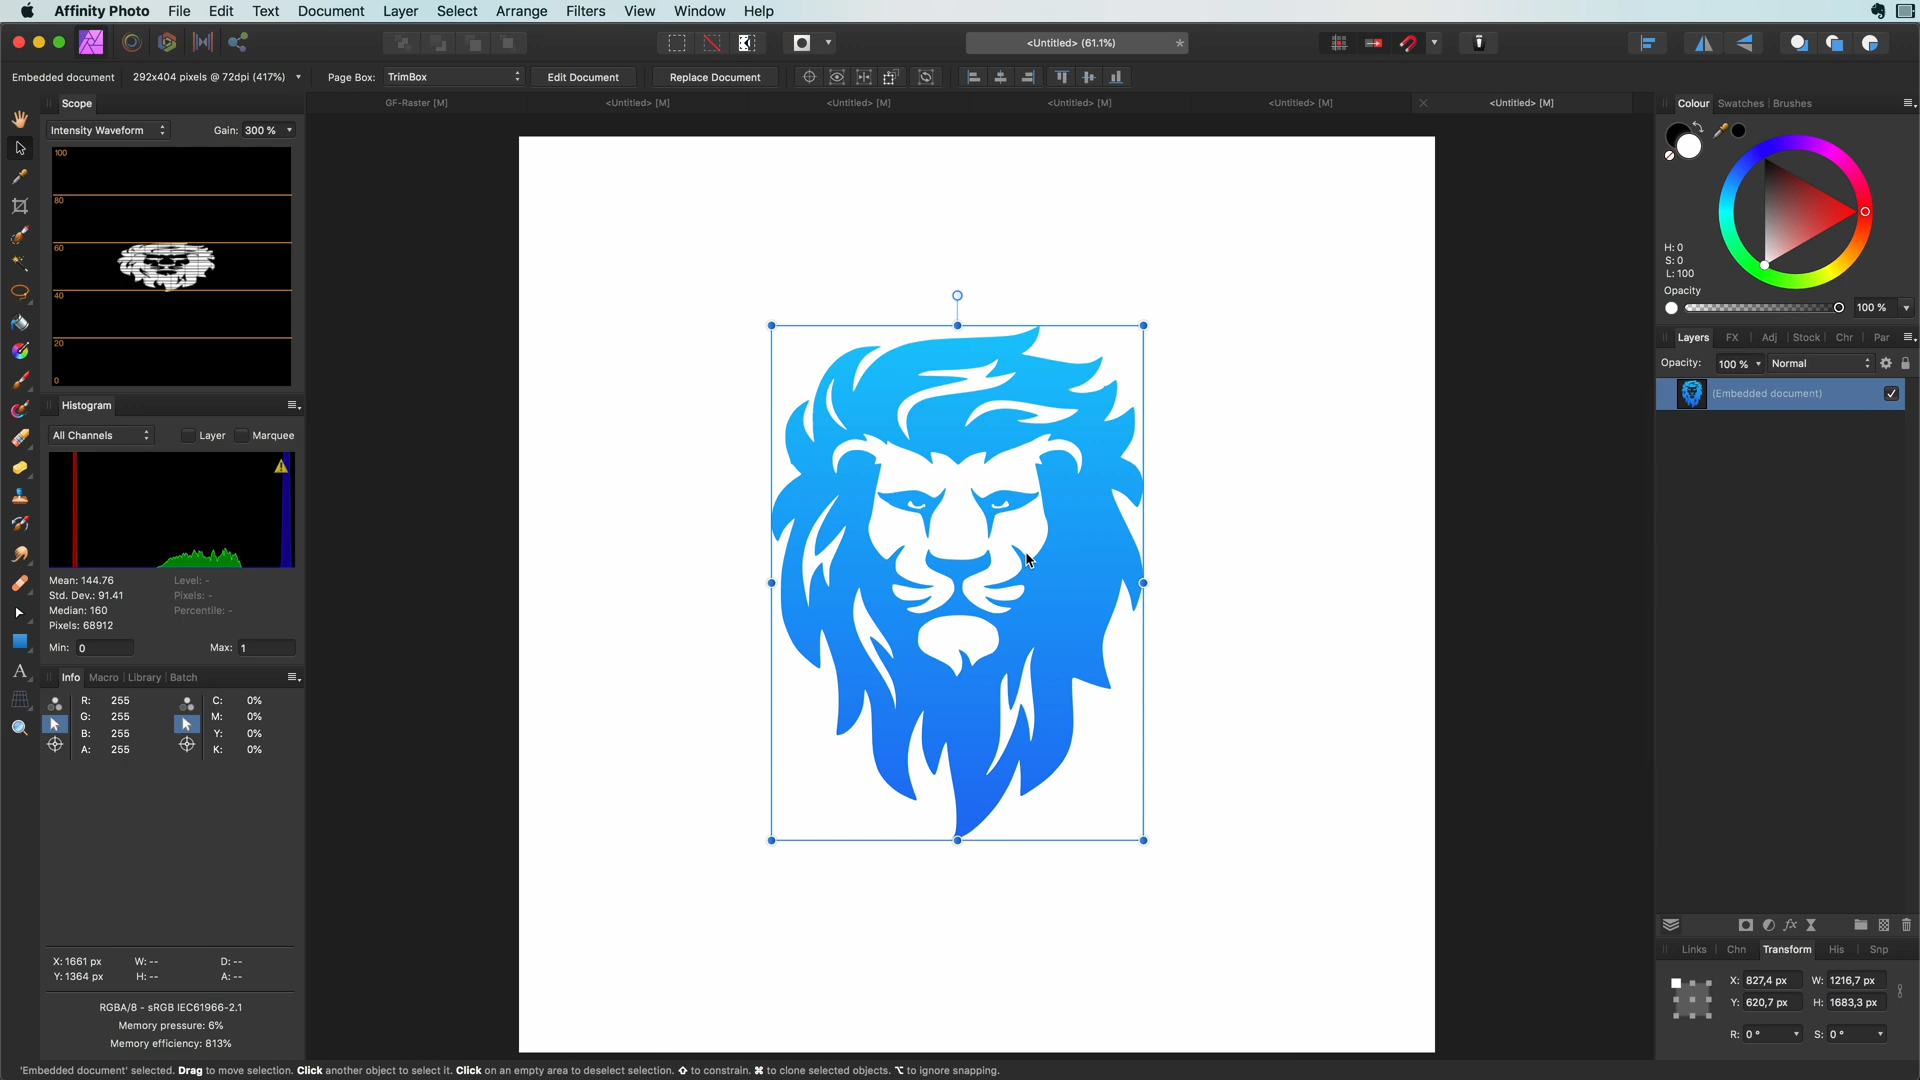 Affinity Photo File Edit Text Document Layer Select Arrange Filters View Window Help
<Untitled> (61.1%)
Embedded document 292x404 pixels @ 72dpi (417%) Page Box: TrimBox Edit Document Replace Document
GF-Raster [M] <Untitled> [M] <Untitled> [M] <Untitled> [M] <Untitled> [M] <Untitled> [M]
Scope
Intensity Waveform Gain: 300 %
100
80
60
40
20
0
Histogram
All Channels Layer Marquee
Mean: 144.76 Level: -
Std. Dev.: 91.41 Pixels: -
Median: 160 Percentile: -
Pixels: 68912
Min: 0 Max: 1
Info Macro Library Batch
R: 255 C: 0%
G: 255 M: 0%
B: 255 Y: 0%
A: 255 K: 0%
X: 1661 px W: -- D: --
Y: 1364 px H: -- A: --
RGBA/8 - sRGB IEC61966-2.1
Memory pressure: 6%
Memory efficiency: 813%
Colour Swatches Brushes
H: 0
S: 0
L: 100
Opacity
100 %
Layers FX Adj Stock Chr Par
Opacity: 100 % Normal
(Embedded document)
fx
Links Chn Transform His Snp
X: 827,4 px W: 1216,7 px
Y: 620,7 px H: 1683,3 px
R: 0 ° S: 0 °
'Embedded document' selected. Drag to move selection. Click another object to select it. Click on an empty area to deselect selection. ⇧ to constrain. ⌘ to clone selected objects. ⌥ to ignore snapping.